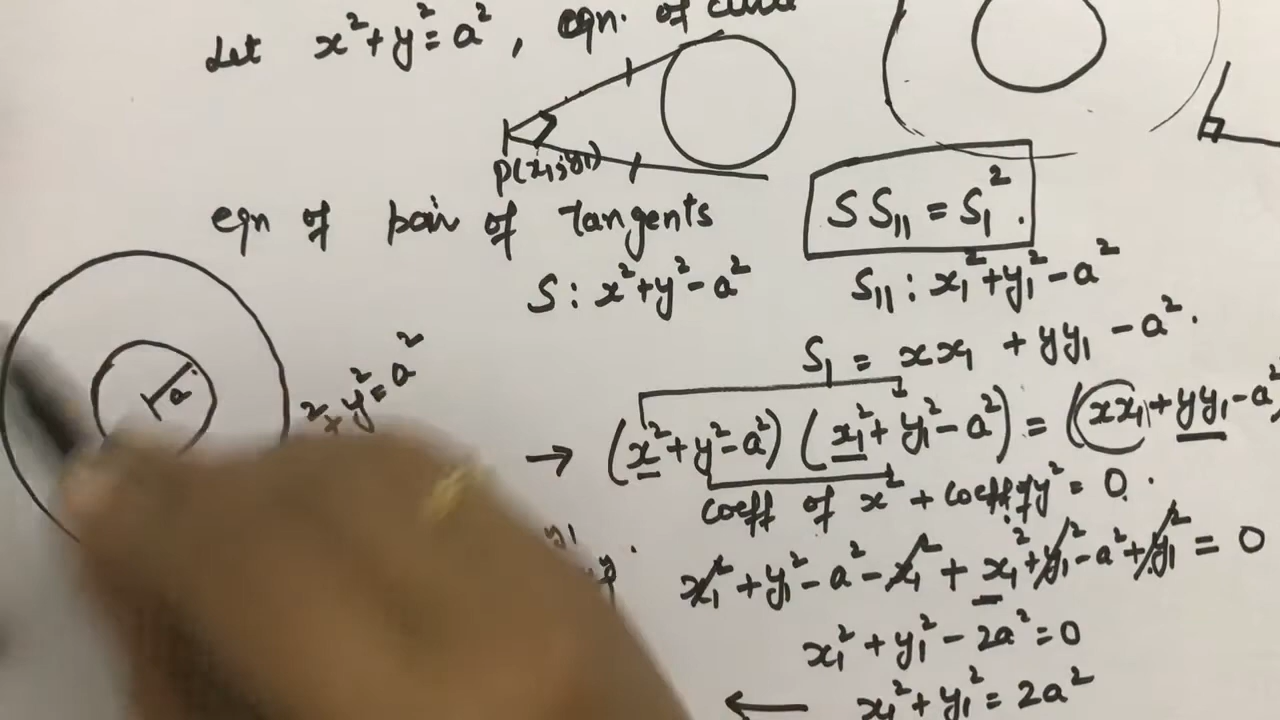 Let x² + y² = a² , eqn. of
P(x₁, y₁)
eqn of pair of Tangents
S S₁₁ = S₁² .
S : x² + y² - a²
S₁₁ : x₁² + y₁² - a²
S₁ = xx₁ + yy₁ - a² .
a
² + y² = a²
→ (x² + y² - a²) (x₁² + y₁² - a²) = (xx₁ + yy₁ - a²
coeff of x² + coeff of y² = 0 .
y₁
x₁² + y₁² - a² - x₁² + x₁² + y₁² - a² + y₁² = 0
x₁² + y₁² - 2a² = 0
← x₁² + y₁² = 2a²